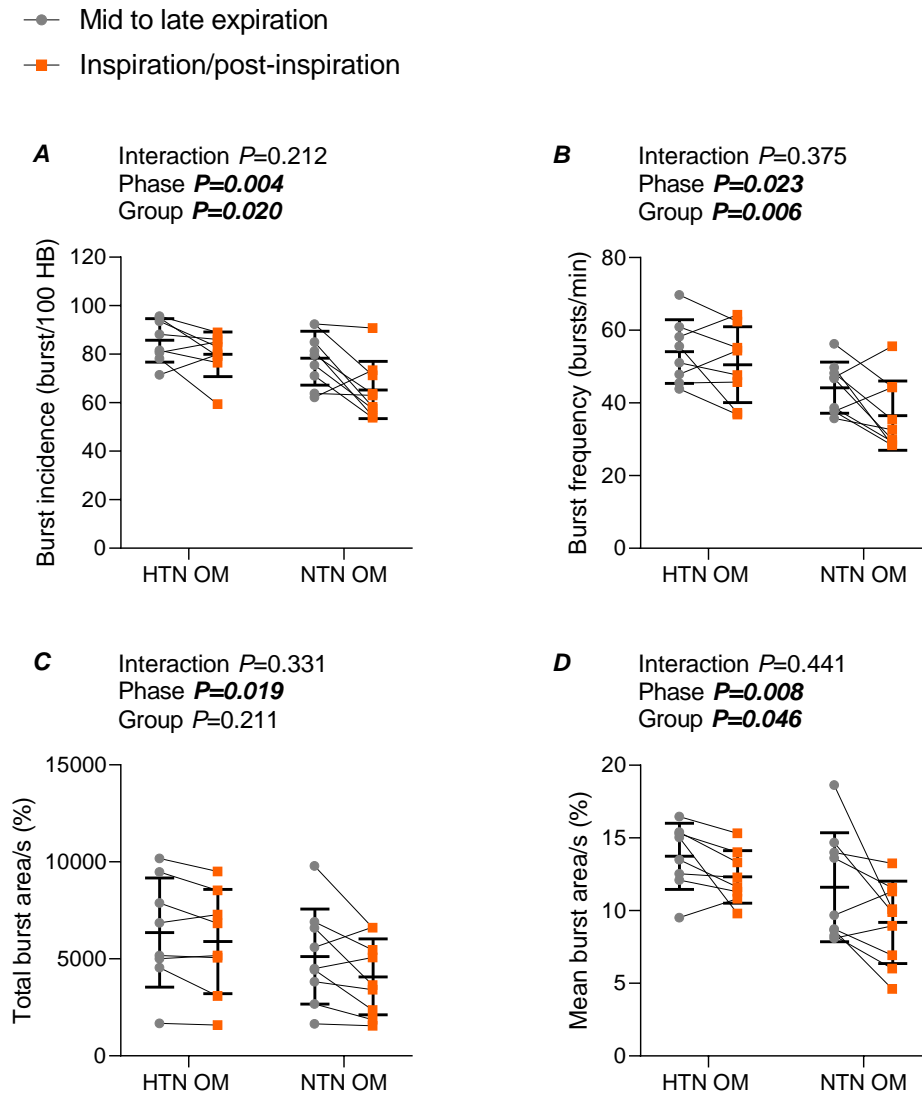 Mid to late expiration
Inspiration/post-inspiration
A
Interaction P=0.212
Phase P=0.004
Group P=0.020
Burst incidence (burst/100 HB)
120
100
80
60
40
20
0
HTN OM
NTN OM
B
Interaction P=0.375
Phase P=0.023
Group P=0.006
Burst frequency (bursts/min)
80
60
40
20
0
HTN OM
NTN OM
C
Interaction P=0.331
Phase P=0.019
Group P=0.211
Total burst area/s (%)
15000
10000
5000
0
HTN OM
NTN OM
D
Interaction P=0.441
Phase P=0.008
Group P=0.046
Mean burst area/s (%)
20
15
10
5
0
HTN OM
NTN OM